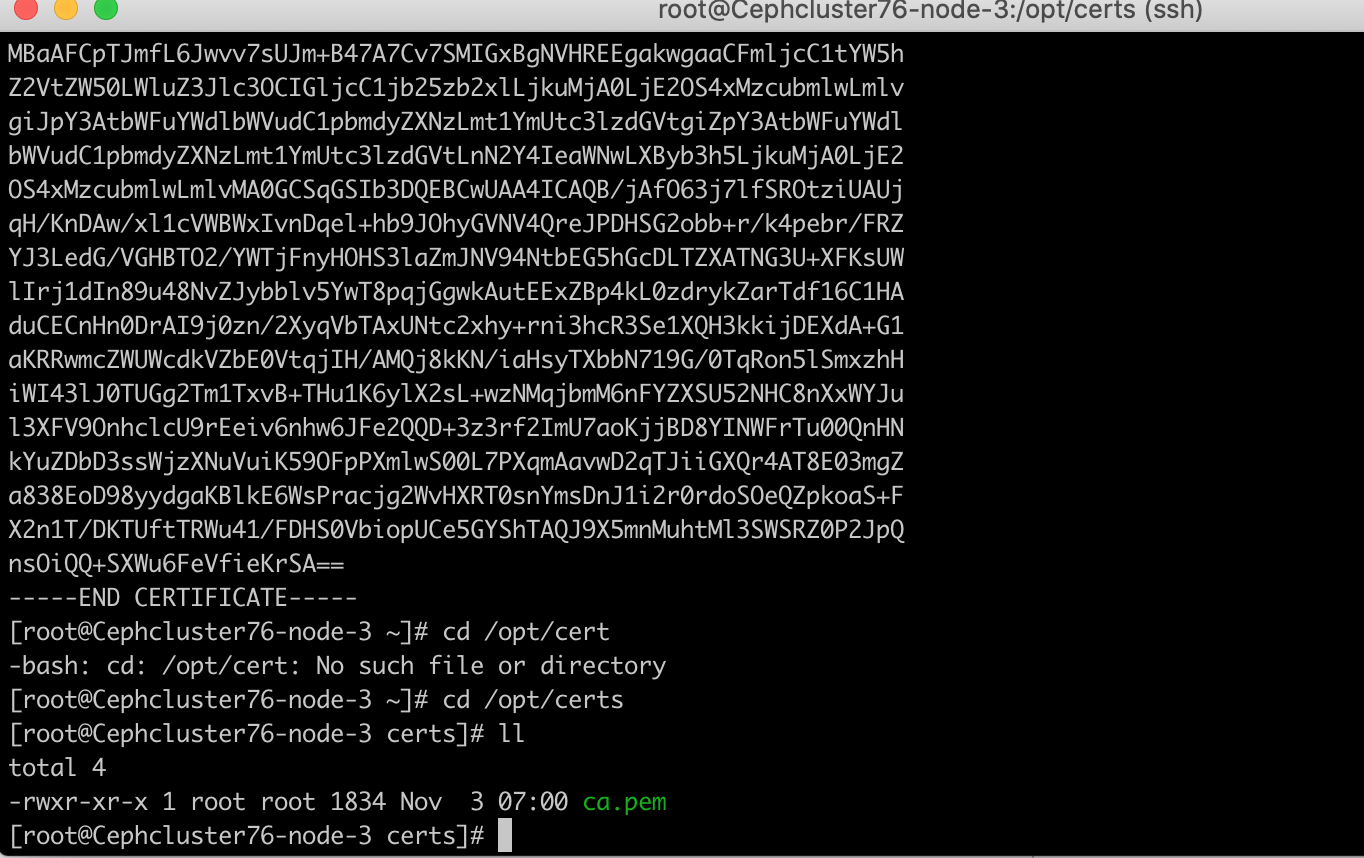 root@Cephcluster76-node-3:/opt/certs (ssh)
MBaAFCpTJmfL6Jwvv7sUJm+B47A7Cv7SMIGxBgNVHREEgakwgaaCFmljcC1tYW5h
Z2VtZW50LWluZ3Jlc3OCIGljcC1jb25zb2xlLjkuMjA0LjE2OS4xMzcubmlwLmlv
giJpY3AtbWFuYWdlbWVudC1pbmdyZXNzLmt1YmUtc3lzdGVtgiZpY3AtbWFuYWdl
bWVudC1pbmdyZXNzLmt1YmUtc3lzdGVtLnN2Y4IeaWNwLXByb3h5LjkuMjA0LjE2
OS4xMzcubmlwLmlvMA0GCSqGSIb3DQEBCwUAA4ICAQB/jAfO63j7lfSROtziUAUj
qH/KnDAw/xl1cVWBWxIvnDqel+hb9JOhyGVNV4QreJPDHSG2obb+r/k4pebr/FRZ
YJ3LedG/VGHBTO2/YWTjFnyHOHS3laZmJNV94NtbEG5hGcDLTZXATNG3U+XFKsUW
lIrj1dIn89u48NvZJybblv5YwT8pqjGgwkAutEExZBp4kL0zdrykZarTdf16C1HA
duCECnHn0DrAI9j0zn/2XyqVbTAxUNtc2xhy+rni3hcR3Se1XQH3kkijDEXdA+G1
aKRRwmcZWUWcdkVZbE0VtqjIH/AMQj8kKN/iaHsyTXbbN719G/0TqRon5lSmxzhH
iWI43lJ0TUGg2Tm1TxvB+THu1K6ylX2sL+wzNMqjbmM6nFYZXSU52NHC8nXxWYJu
l3XFV9OnhclcU9rEeiv6nhw6JFe2QQD+3z3rf2ImU7aoKjjBD8YINWFrTu00QnHN
kYuZDbD3ssWjzXNuVuiK59OFpPXmlwS00L7PXqmAavwD2qTJiiGXQr4AT8E03mgZ
a838EoD98yydgaKBlkE6WsPracjg2WvHXRT0snYmsDnJ1i2r0rdoSOeQZpkoaS+F
X2n1T/DKTUftTRWu41/FDHS0VbiopUCe5GYShTAQJ9X5mnMuhtMl3SWSRZ0P2JpQ
nsOiQQ+SXWu6FeVfieKrSA==
-----END CERTIFICATE-----
[root@Cephcluster76-node-3 ~]# cd /opt/cert
-bash: cd: /opt/cert: No such file or directory
[root@Cephcluster76-node-3 ~]# cd /opt/certs
[root@Cephcluster76-node-3 certs]# ll
total 4
-rwxr-xr-x 1 root root 1834 Nov  3 07:00 ca.pem
[root@Cephcluster76-node-3 certs]#